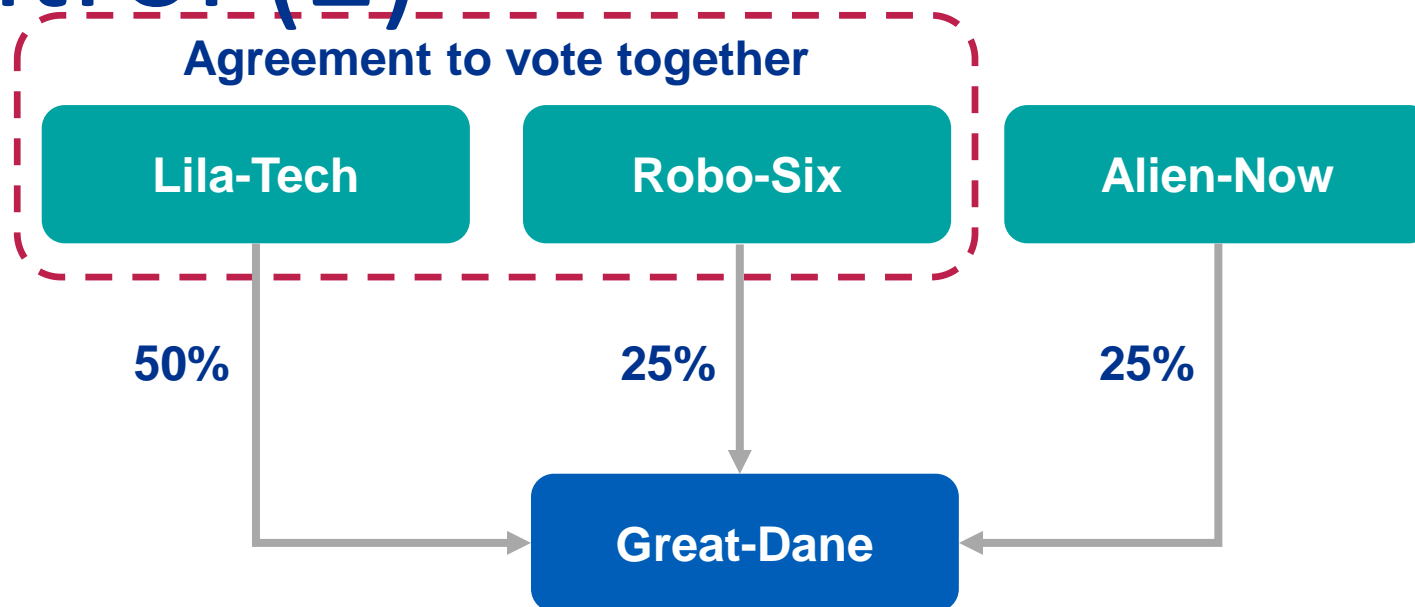 Agreement to vote together
Lila-Tech
Robo-Six
Alien-Now
50%
25%
25%
Great-Dane